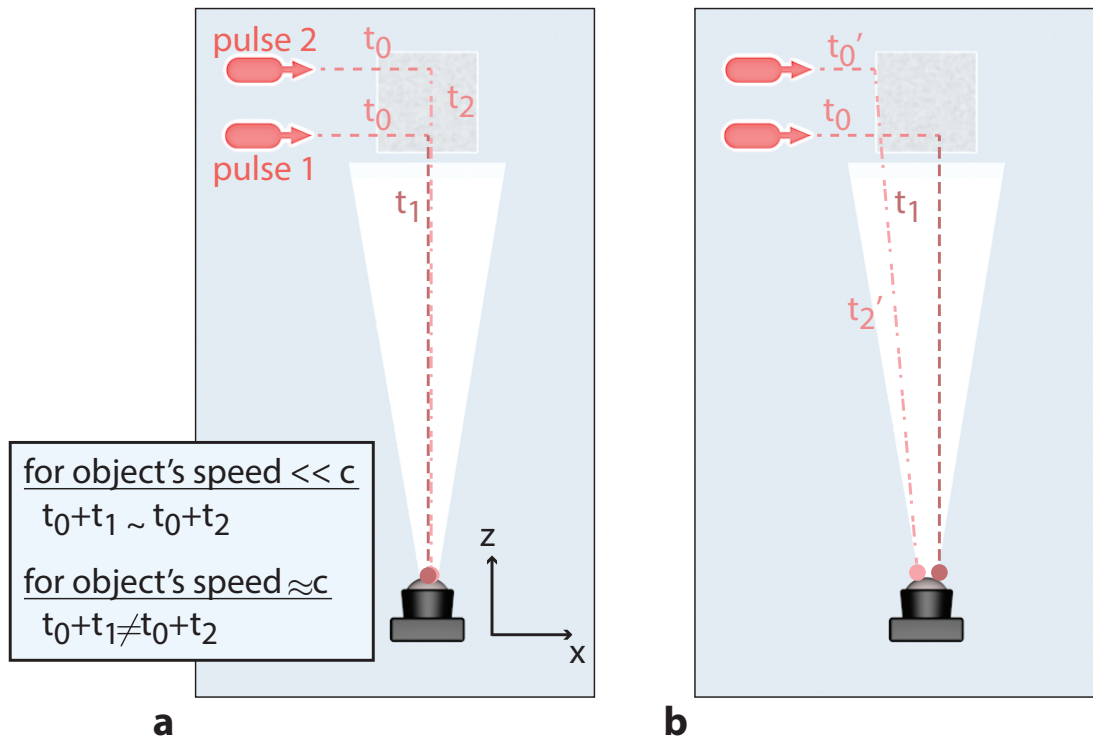 pulse 2
t0
t2
t0
pulse 1
t1
for object's speed << c
t0+t1 ~ t0+t2
for object's speed ≈c
t0+t1≠t0+t2
z
x
a
t0'
t0
t1
t2'
b